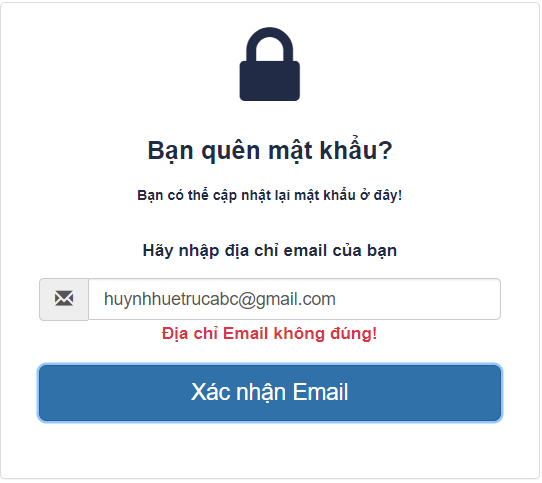 Bạn quên mật khẩu?
Bạn có thể cập nhật lại mật khẩu ở đây!
Hãy nhập địa chỉ email của bạn
huynhhuetrucabc@gmail.com
Địa chỉ Email không đúng!
Xác nhận Email